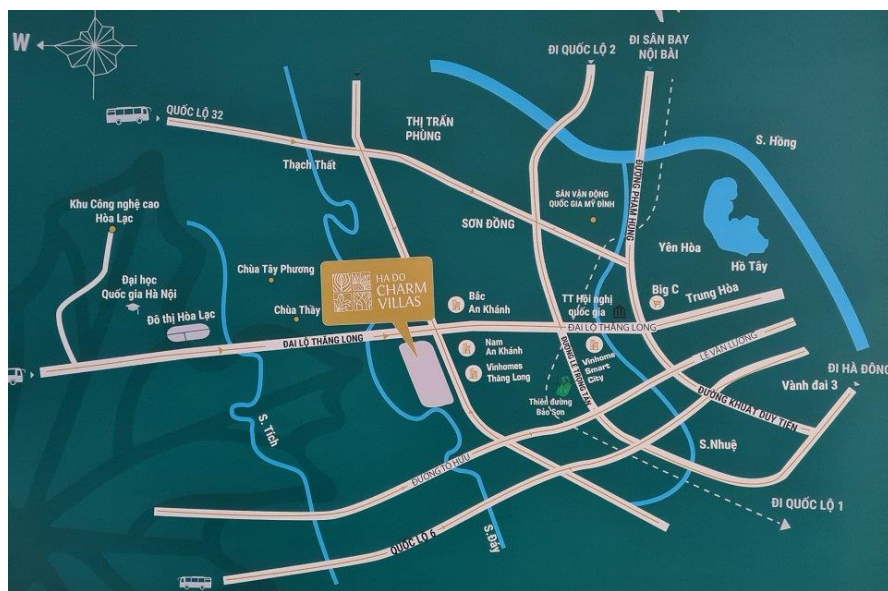 W
ĐI QUỐC LỘ 2
ĐI SÂN BAY
NỘI BÀI
QUỐC LỘ 32
THỊ TRẤN
PHÙNG
S. Hồng
Thạch Thất
ĐƯỜNG PHẠM HÙNG
SÂN VẬN ĐỘNG
QUỐC GIA MỸ ĐÌNH
Khu Công nghệ cao
Hòa Lạc
SƠN ĐỒNG
Yên Hòa
Hồ Tây
Chùa Tây Phương
Đại học
Quốc gia Hà Nội
HA DO
CHARM
VILLAS
Bắc
An Khánh
TT Hội nghị
quốc gia
Big C
Trung Hòa
Chùa Thầy
Đô thị Hòa Lạc
ĐẠI LỘ THĂNG LONG
ĐẠI LỘ THĂNG LONG
Nam
An Khánh
Vinhomes
Thăng Long
ĐƯỜNG LÊ TRỌNG TẤN
Vinhome
Smart
City
LÊ VĂN LƯƠNG
ĐI HÀ ĐÔNG
Vành đai 3
Thiên đường
Bảo Sơn
ĐƯỜNG KHUẤT DUY TIẾN
S. Tích
S.Nhuệ
ĐƯỜNG TỐ HỮU
ĐI QUỐC LỘ 1
QUỐC LỘ 6
S.Đáy